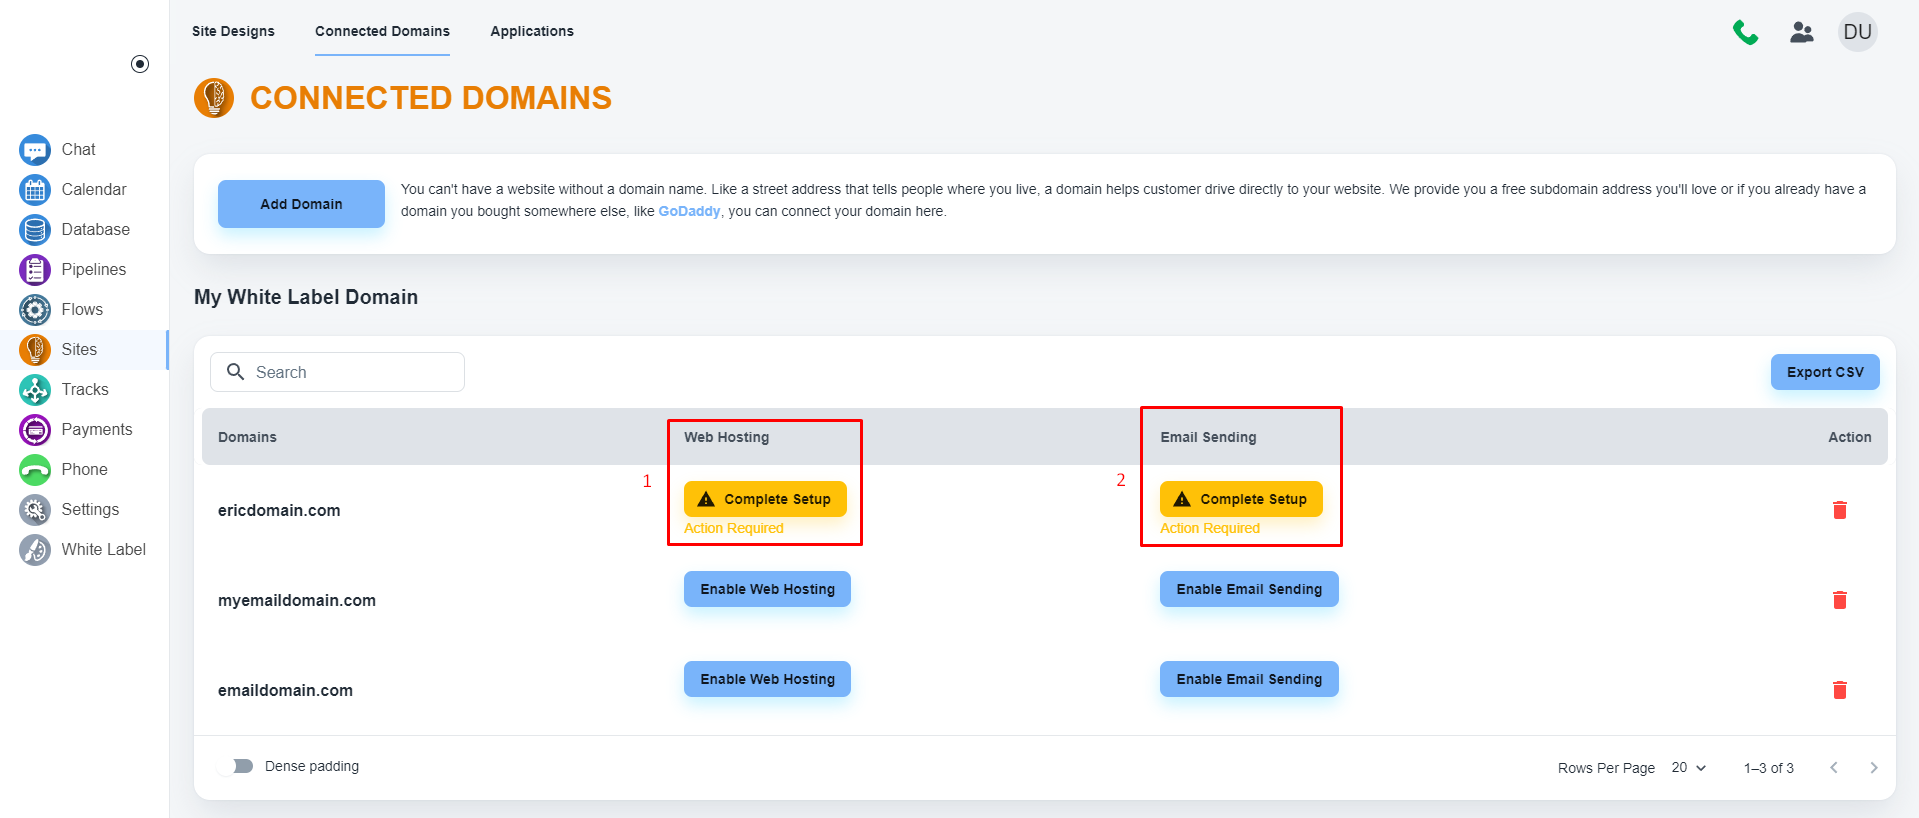 Site Designs
Connected Domains
Applications
DU
CONNECTED DOMAINS
Chat
Calendar
Database
Pipelines
Flows
Sites
Tracks
Payments
Phone
Settings
White Label
Add Domain
You can't have a website without a domain name. Like a street address that tells people where you live, a domain helps customer drive directly to your website. We provide you a free subdomain address you'll love or if you already have a
domain you bought somewhere else, like GoDaddy, you can connect your domain here.
My White Label Domain
Search
Export CSV
Domains
Web Hosting
Email Sending
Action
1
2
ericdomain.com
Complete Setup
Action Required
Complete Setup
Action Required
myemaildomain.com
Enable Web Hosting
Enable Email Sending
emaildomain.com
Enable Web Hosting
Enable Email Sending
Dense padding
Rows Per Page 20
1–3 of 3